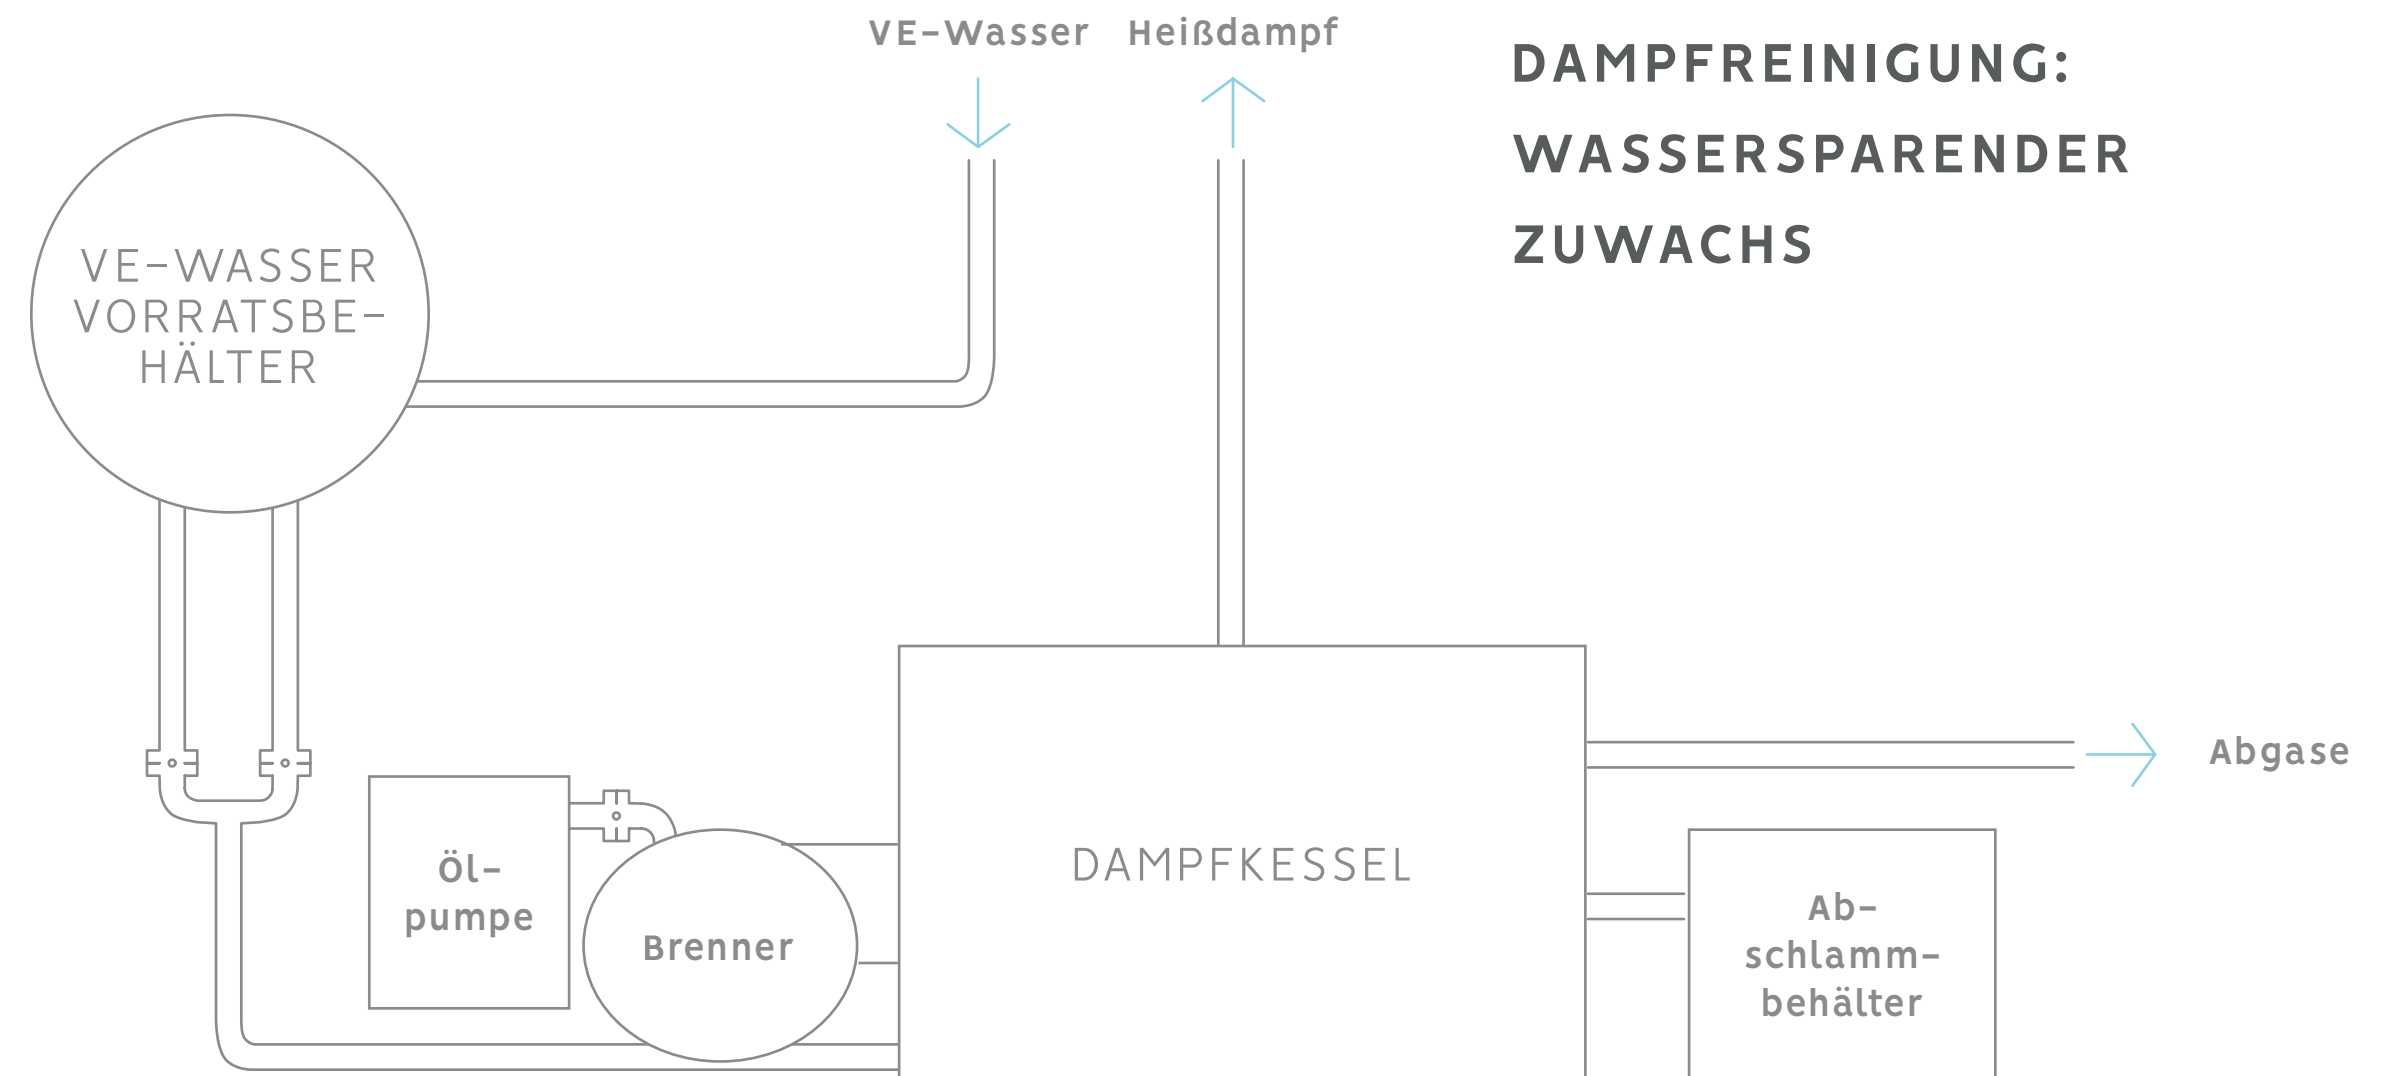 VE-Wasser
Heißdampf
DAMPFREINIGUNG:
WASSERSPARENDER
ZUWACHS
VE-WASSER
VORRATSBE-
HÄLTER
Abgase
Öl-
pumpe
Brenner
DAMPFKESSEL
Ab-
schlamm-
behälter